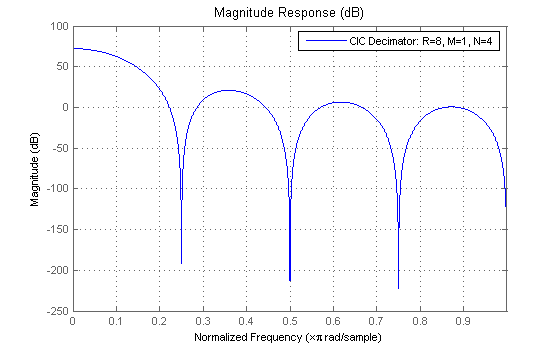 Magnitude Response (dB)
CIC Decimator: R=8, M=1, N=4
Magnitude (dB)
100
50
0
-50
-100
-150
-200
-250
0 0.1 0.2 0.3 0.4 0.5 0.6 0.7 0.8 0.9
Normalized Frequency (×π rad/sample)